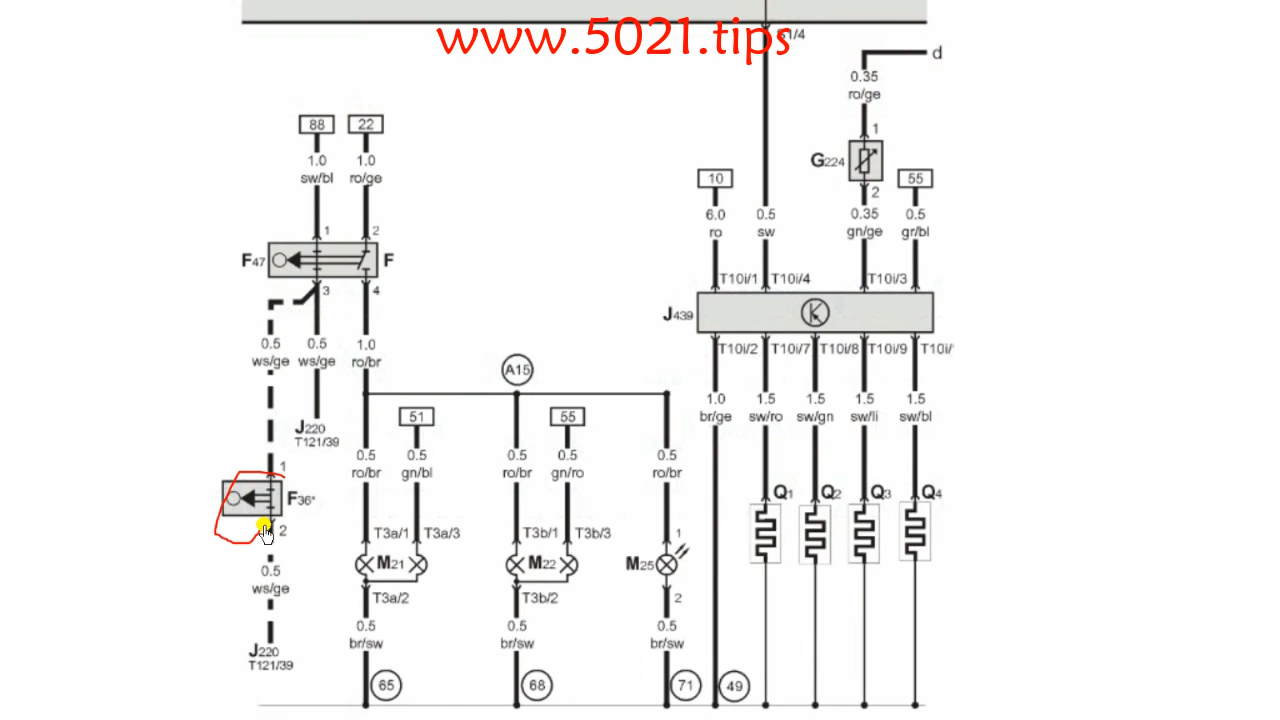 www.5021.tips
1/4
d
0.35
ro/ge
88
22
1.0
sw/bl
1.0
ro/ge
1
G224
10
55
2
6.0
ro
0.5
sw
0.35
gn/ge
0.5
gr/bl
1
2
F47
F
T10i/1
T10i/4
T10i/3
3
4
J439
0.5
ws/ge
0.5
ws/ge
1.0
ro/br
T10i/2
T10i/7
T10i/8
T10i/9
T10i/
A15
1.0
br/ge
1.5
sw/ro
1.5
sw/gn
1.5
sw/li
1.5
sw/bl
51
55
J220
T121/39
0.5
ro/br
0.5
gn/bl
0.5
ro/br
0.5
gn/ro
0.5
ro/br
1
F36*
2
Q1
Q2
Q3
Q4
T3a/1
T3a/3
T3b/1
T3b/3
1
M21
M22
M25
0.5
ws/ge
T3a/2
T3b/2
2
0.5
br/sw
0.5
br/sw
0.5
br/sw
J220
T121/39
65
68
71
49